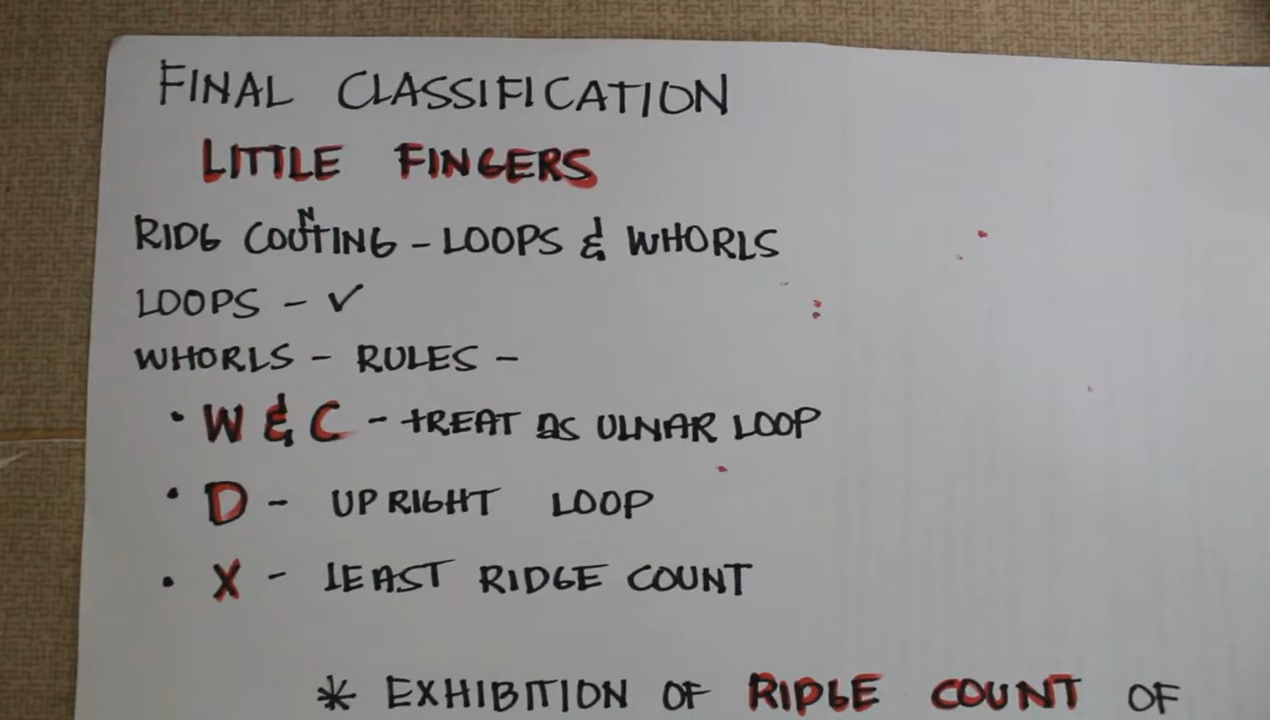 FINAL CLASSIFICATION
LITTLE FINGERS
RIDG COUNTING - LOOPS & WHORLS
LOOPS - ✓
WHORLS - RULES -
• W & C - TREAT AS ULNAR LOOP
• D - UPRIGHT LOOP
• X - LEAST RIDGE COUNT
* EXHIBITION OF RIDGE COUNT OF